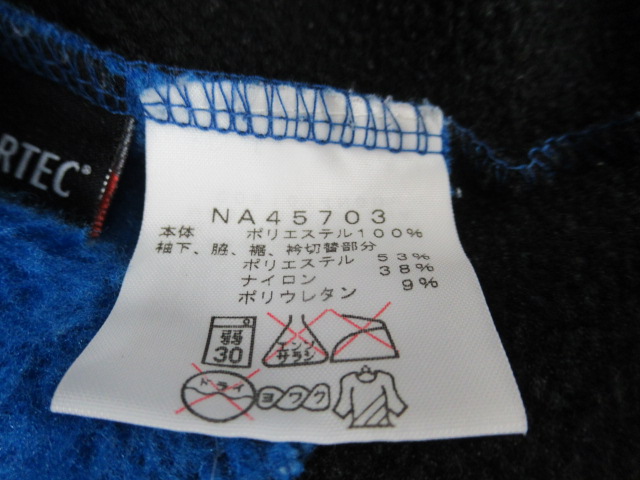 RTEC®
NA45703
本体 ポリエステル100%
袖下、脇、裾、衿切替部分
ポリエステル 53%
ナイロン 38%
ポリウレタン 9%
弱
30
エンソ
サラシ
ドライ
ヨワク